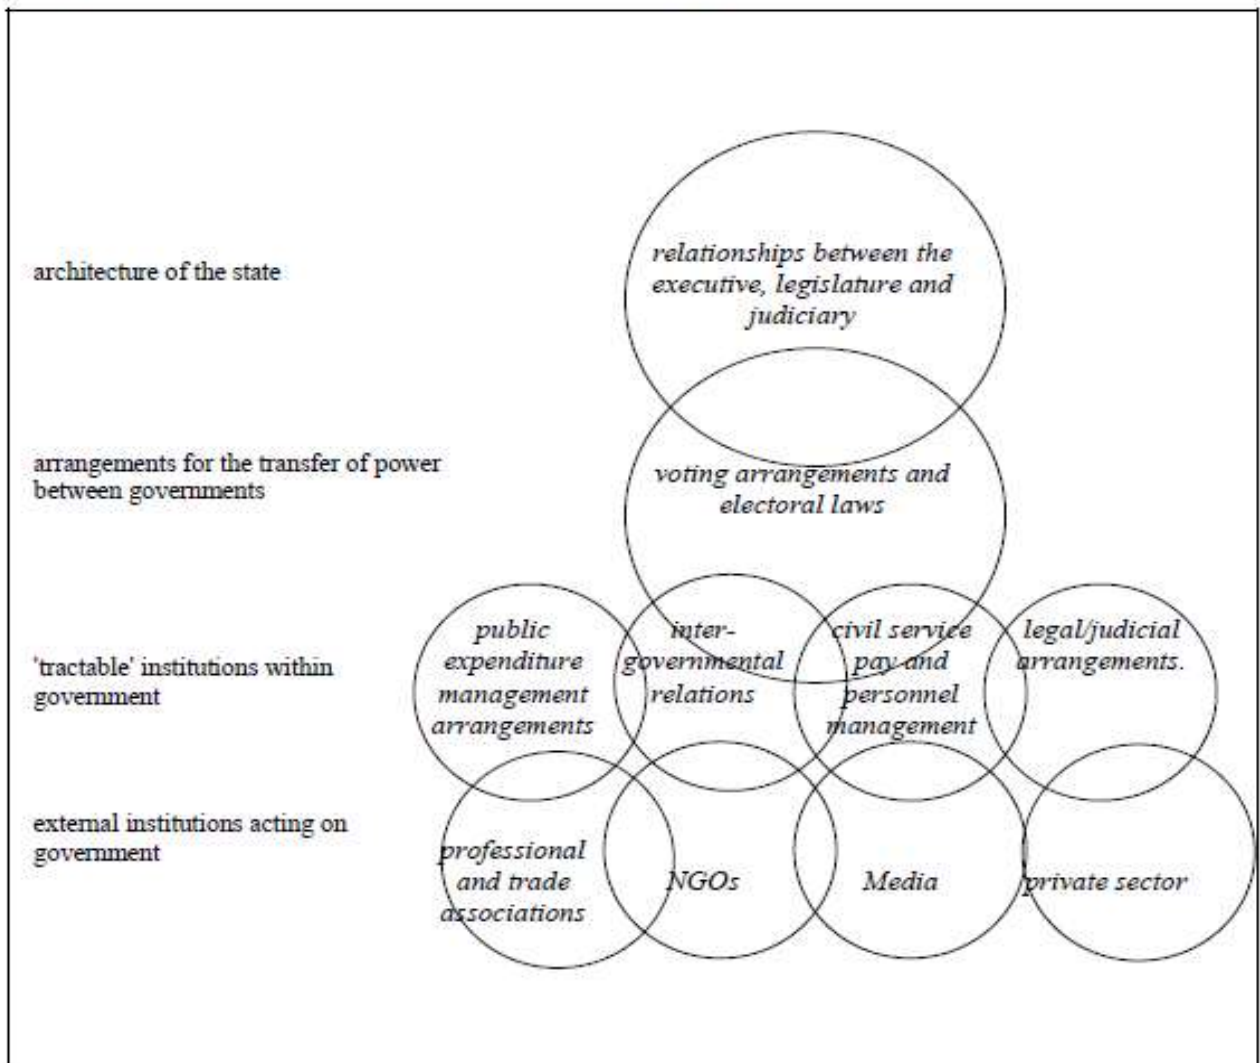 relationships between the
executive, legislature and
judiciary
architecture of the state
arrangements for the transfer of power
between governments
voting arrangements and
electoral laws
'tractable' institutions within
government
public
expenditure
management
arrangements
inter-
governmental
relations
civil service
pay and
personnel
management
legal/judicial
arrangements.
external institutions acting on
government
professional
and trade
associations
NGOs
Media
private sector